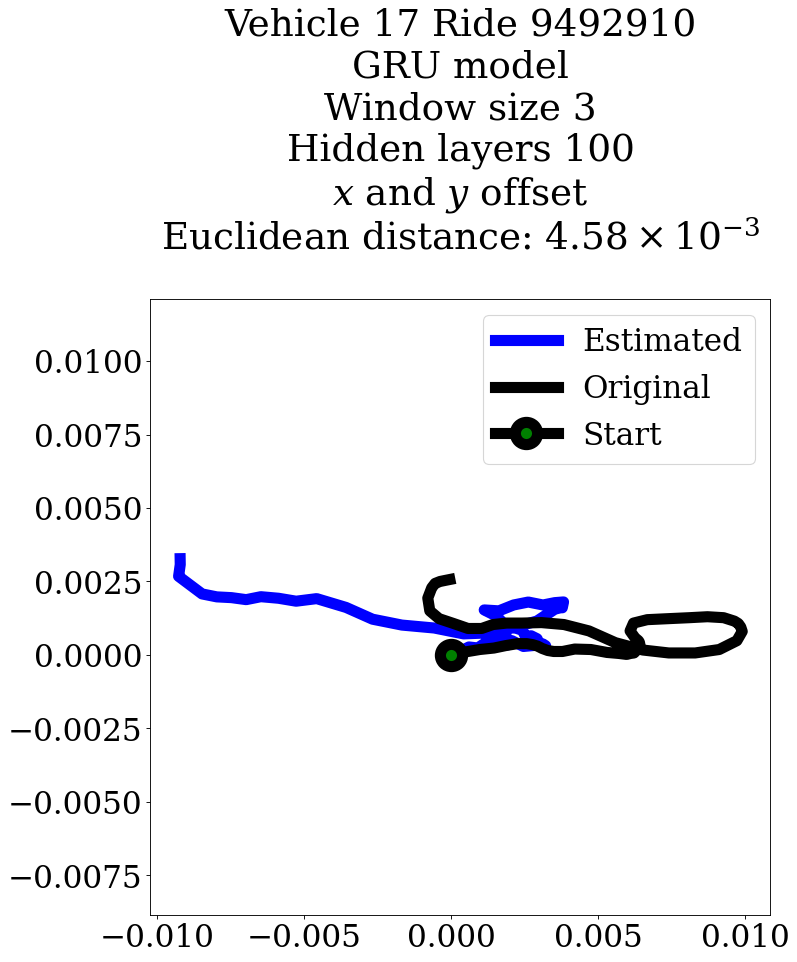 Vehicle 17 Ride 9492910
GRU model
Window size 3
Hidden layers 100
x and y offset
Euclidean distance: 4.58 × 10⁻³
Estimated
Original
Start
0.0100
0.0075
0.0050
0.0025
0.0000
−0.0025
−0.0050
−0.0075
−0.010 −0.005 0.000 0.005 0.010